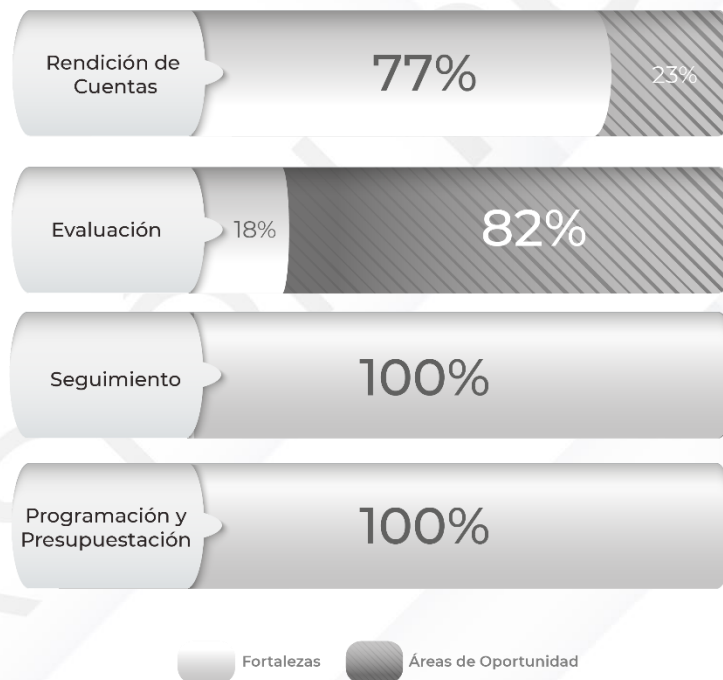 Rendición de
Cuentas
77%
23%
Evaluación
18%
82%
Seguimiento
100%
Programación y
Presupuestación
100%
Fortalezas
Áreas de Oportunidad